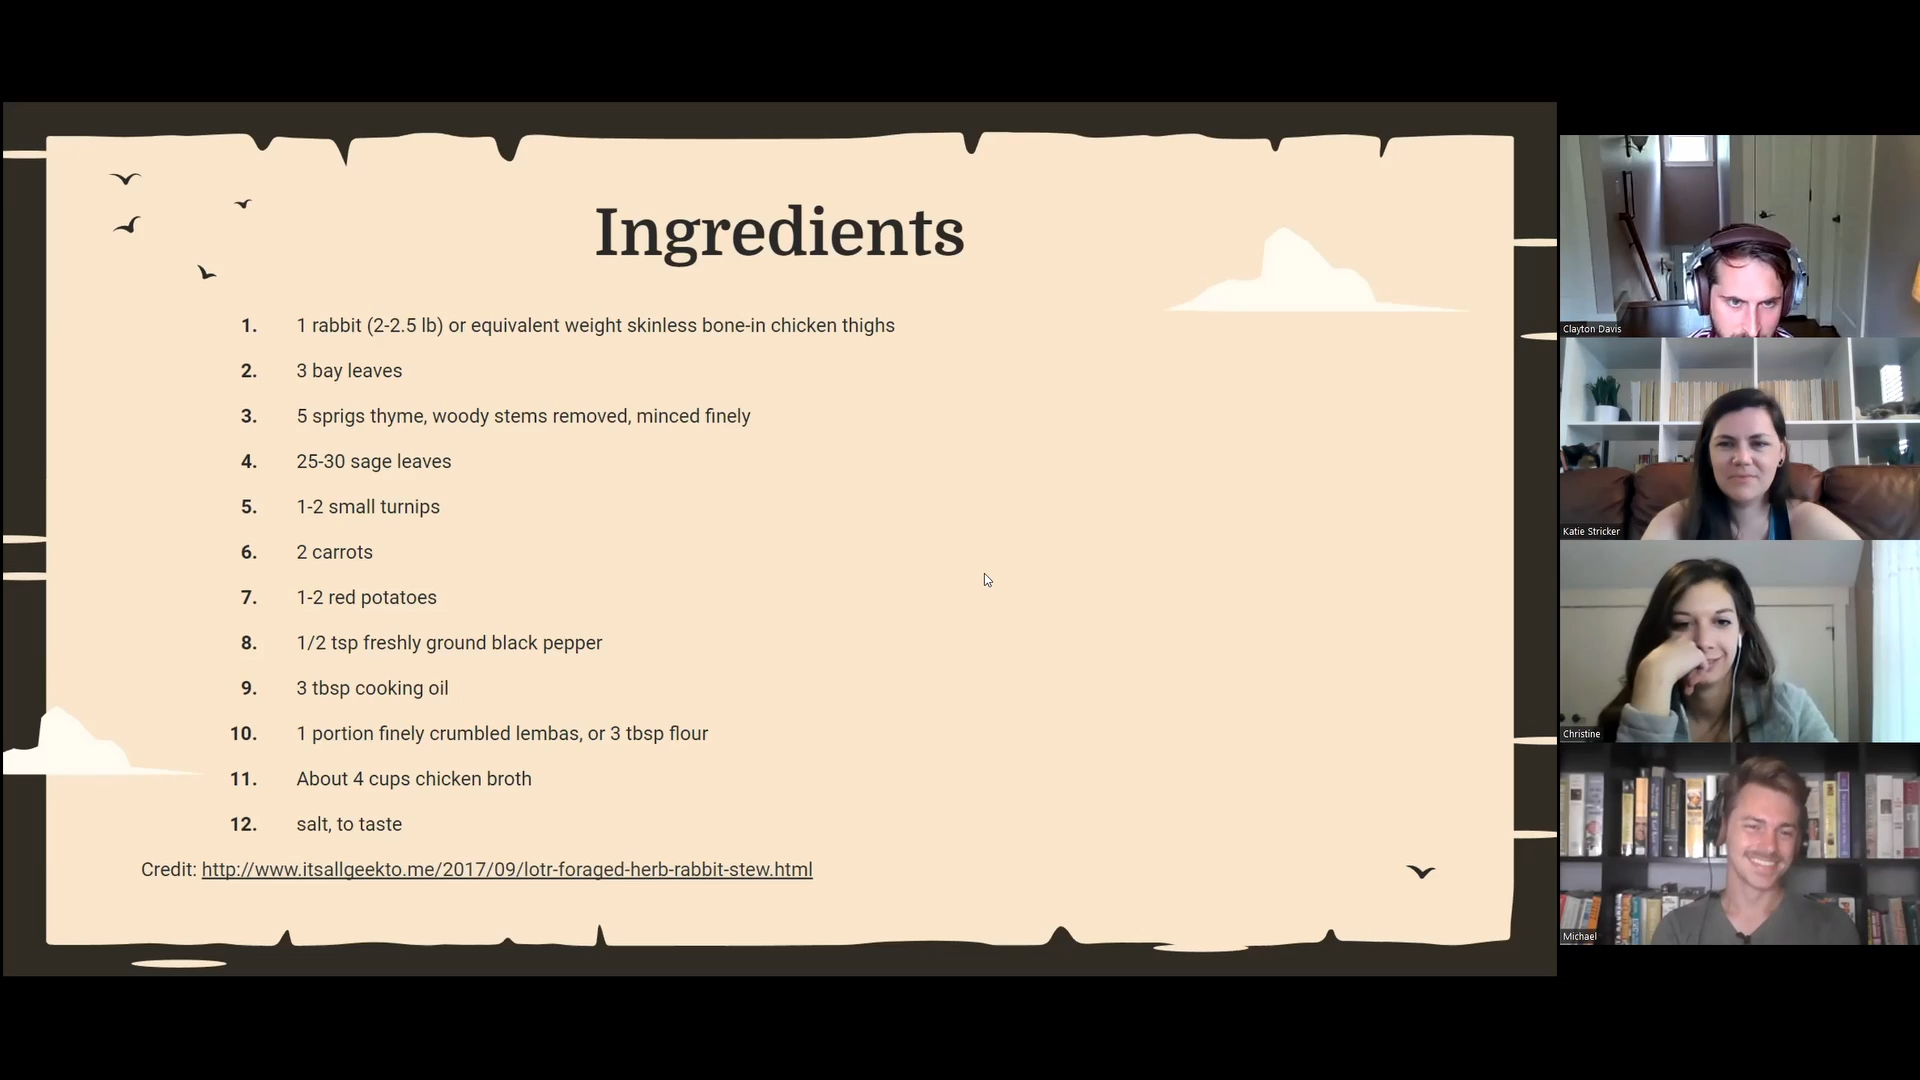 Ingredients
1. 1 rabbit (2-2.5 lb) or equivalent weight skinless bone-in chicken thighs
2. 3 bay leaves
3. 5 sprigs thyme, woody stems removed, minced finely
4. 25-30 sage leaves
5. 1-2 small turnips
6. 2 carrots
7. 1-2 red potatoes
8. 1/2 tsp freshly ground black pepper
9. 3 tbsp cooking oil
10. 1 portion finely crumbled lembas, or 3 tbsp flour
11. About 4 cups chicken broth
12. salt, to taste
Credit: http://www.itsallgeekto.me/2017/09/lotr-foraged-herb-rabbit-stew.html
Clayton Davis
Katie Stricker
Christine
Michael